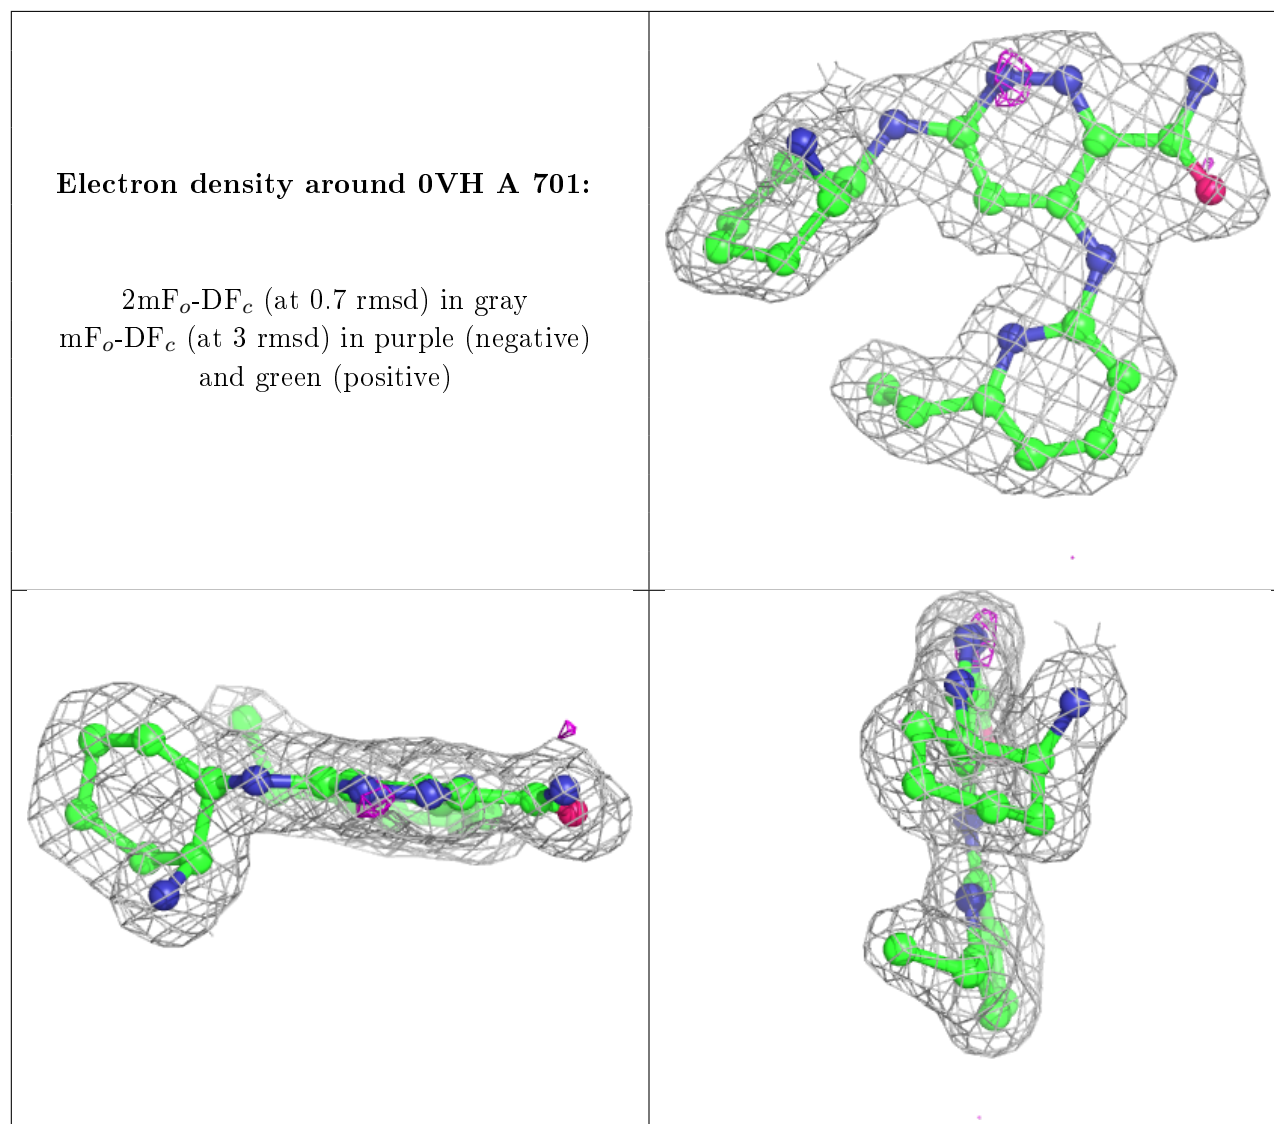 Electron density around 0VH A 701:
2mFo-DFc (at 0.7 rmsd) in gray
mFo-DFc (at 3 rmsd) in purple (negative)
and green (positive)